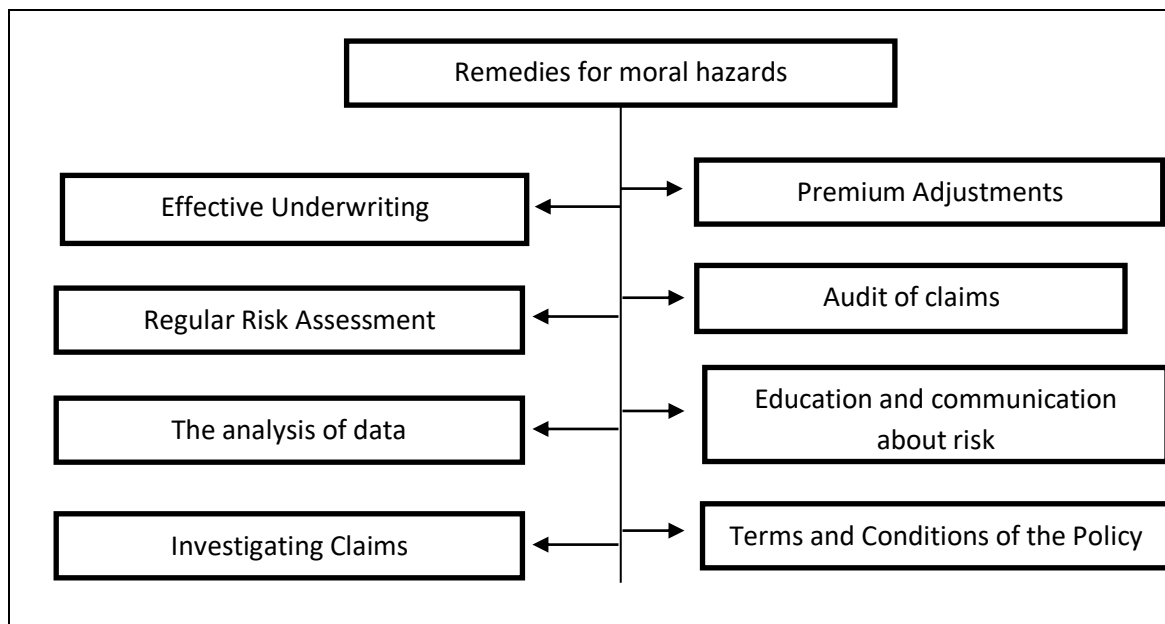 Remedies for moral hazards
Effective Underwriting
Premium Adjustments
Regular Risk Assessment
Audit of claims
The analysis of data
Education and communication
about risk
Investigating Claims
Terms and Conditions of the Policy